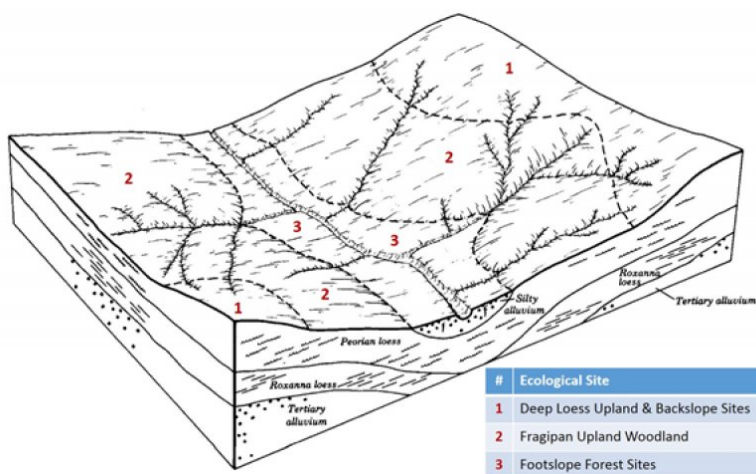 1
2
2
3
3
2
1
Roxanna
loess
Tertiary alluvium
Silty
alluvium
Peorian loess
Roxanna loess
Tertiary
alluvium
# Ecological Site
1 Deep Loess Upland & Backslope Sites
2 Fragipan Upland Woodland
3 Footslope Forest Sites